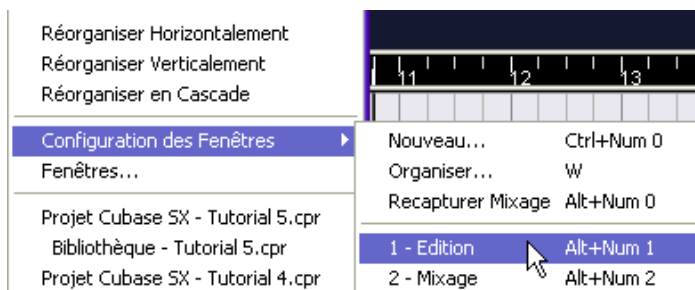 Réorganiser Horizontalement
Réorganiser Verticalement
Réorganiser en Cascade
11 12 13
Configuration des Fenêtres
Fenêtres...
Projet Cubase SX - Tutorial 5.cpr
Bibliothèque - Tutorial 5.cpr
Projet Cubase SX - Tutorial 4.cpr
Nouveau... Ctrl+Num 0
Organiser... W
Recapturer Mixage Alt+Num 0
1 - Edition Alt+Num 1
2 - Mixage Alt+Num 2